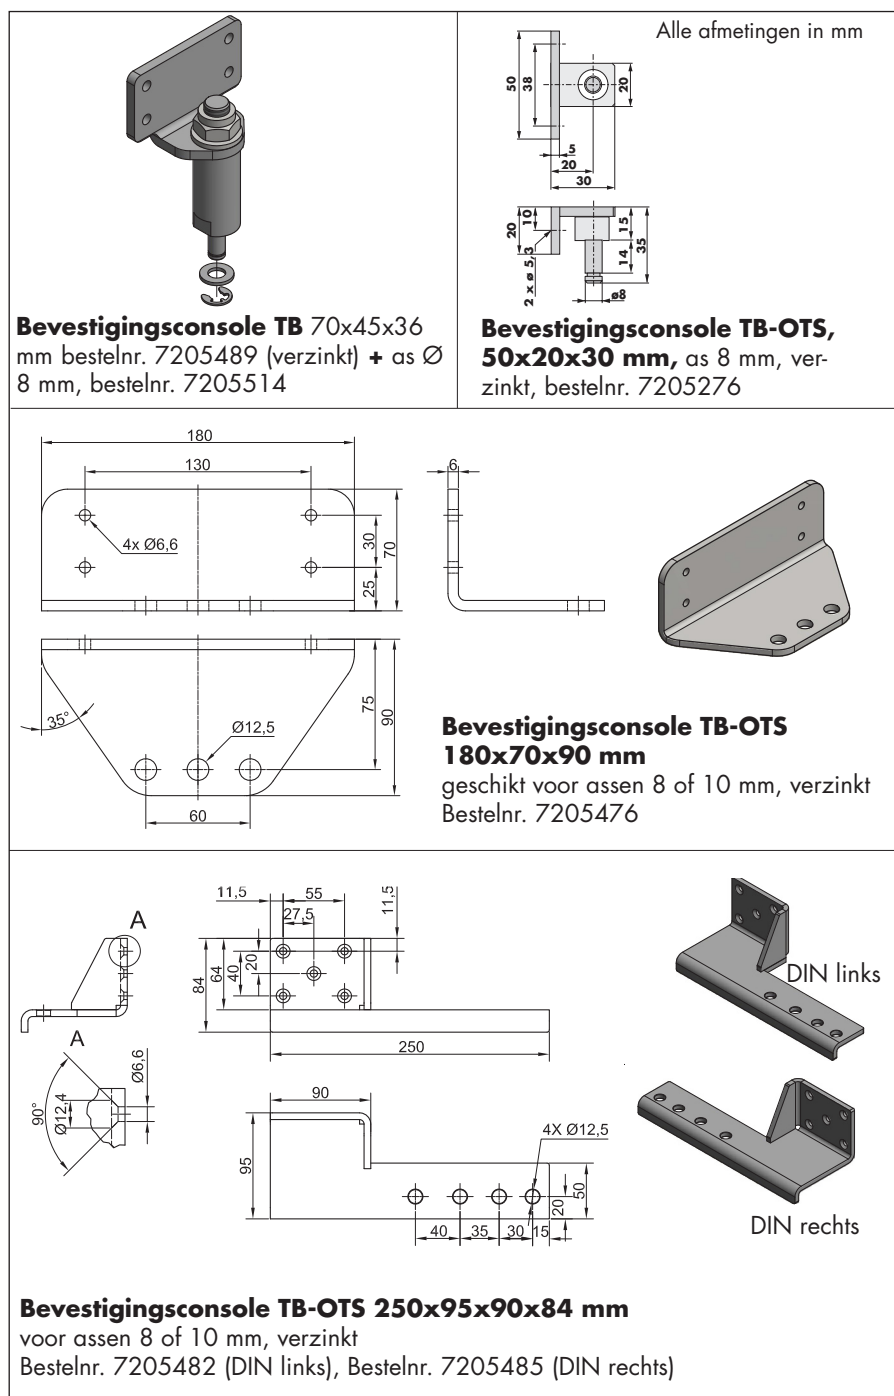 Alle afmetingen in mm
50
38
20
5
20
30
20
10
2 x ø 5,3
15
14
35
ø8
Bevestigingsconsole TB 70x45x36
mm bestelnr. 7205489 (verzinkt) + as Ø
8 mm, bestelnr. 7205514
Bevestigingsconsole TB-OTS,
50x20x30 mm, as 8 mm, ver-
zinkt, bestelnr. 7205276
180
130
4x Ø6,6
30
70
25
6
35°
Ø12,5
75
90
60
Bevestigingsconsole TB-OTS
180x70x90 mm
geschikt voor assen 8 of 10 mm, verzinkt
Bestelnr. 7205476
A
A
90°
Ø12,4
Ø6,6
11,5
55
27,5
11,5
84
64
40
20
250
90
95
4X Ø12,5
50
20
40
35
30
15
DIN links
DIN rechts
Bevestigingsconsole TB-OTS 250x95x90x84 mm
voor assen 8 of 10 mm, verzinkt
Bestelnr. 7205482 (DIN links), Bestelnr. 7205485 (DIN rechts)